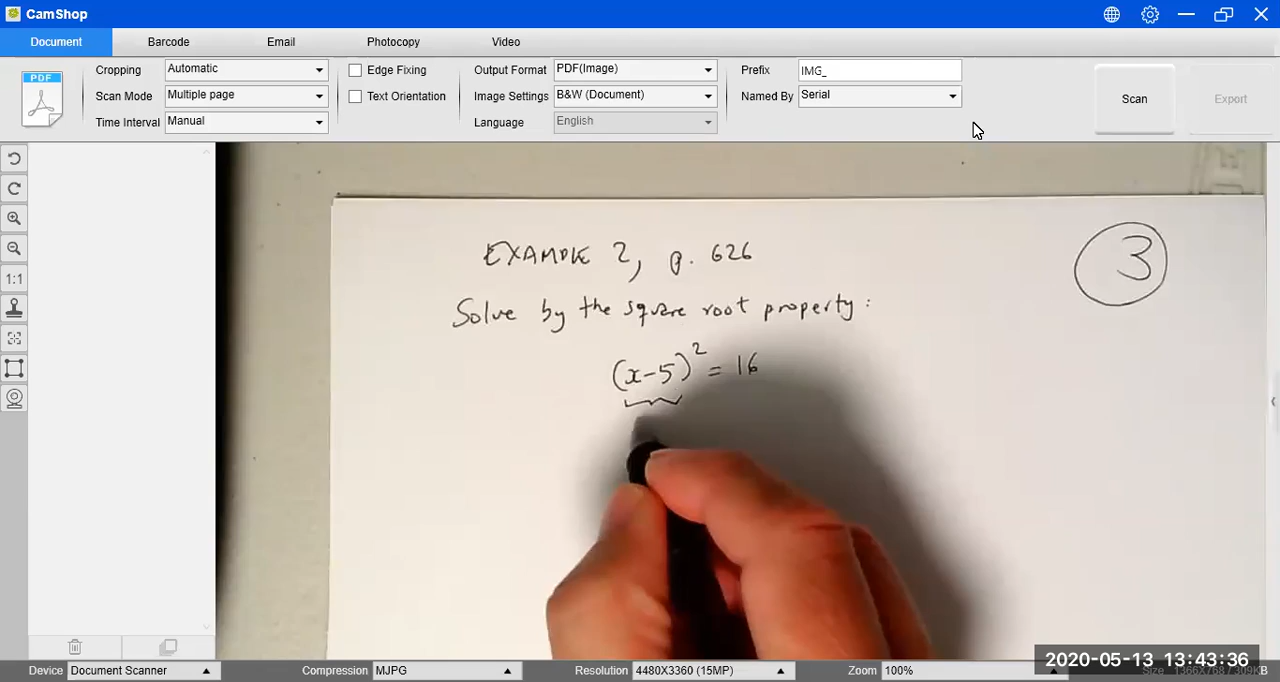 CamShop
Document Barcode Email Photocopy Video
PDF Cropping Automatic Edge Fixing Output Format PDF(Image) Prefix IMG_
Scan Mode Multiple page Text Orientation Image Settings B&W (Document) Named By Serial Scan Export
Time Interval Manual Language English
1:1
EXAMPLE 2, p. 626
3
Solve by the square root property:
(x-5)² = 16
Device Document Scanner Compression MJPG Resolution 4480X3360 (15MP) Zoom 100% Size
2020-05-13 13:43:36